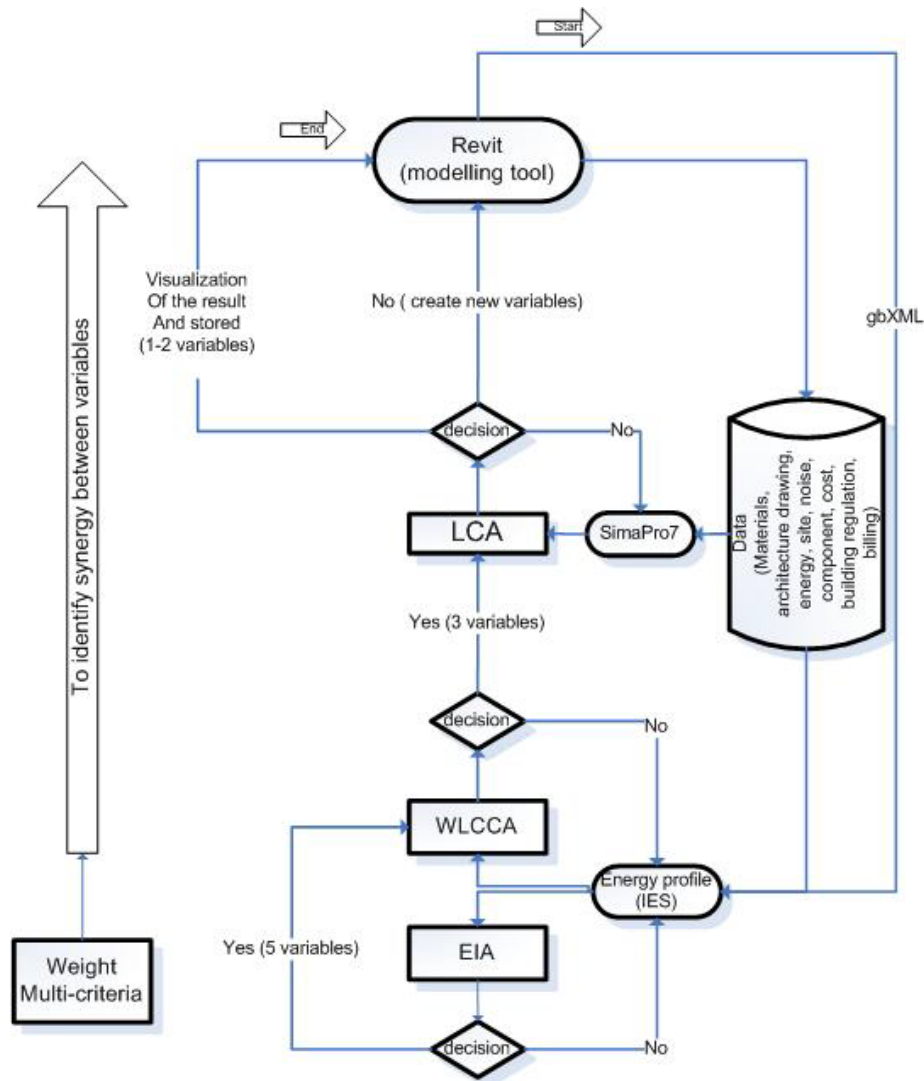 Start
End
Revit
(modelling tool)
Visualization
Of the result
And stored
(1-2 variables)
No ( create new variables)
gbXML
To identify synergy between variables
decision
No
Data
(Materials,
architecture drawing,
energy, site, noise,
component, cost,
building regulation,
billing)
LCA
SimaPro7
Yes (3 variables)
decision
No
WLCCA
Energy profile
(IES)
EIA
Yes (5 variables)
Weight
Multi-criteria
decision
No